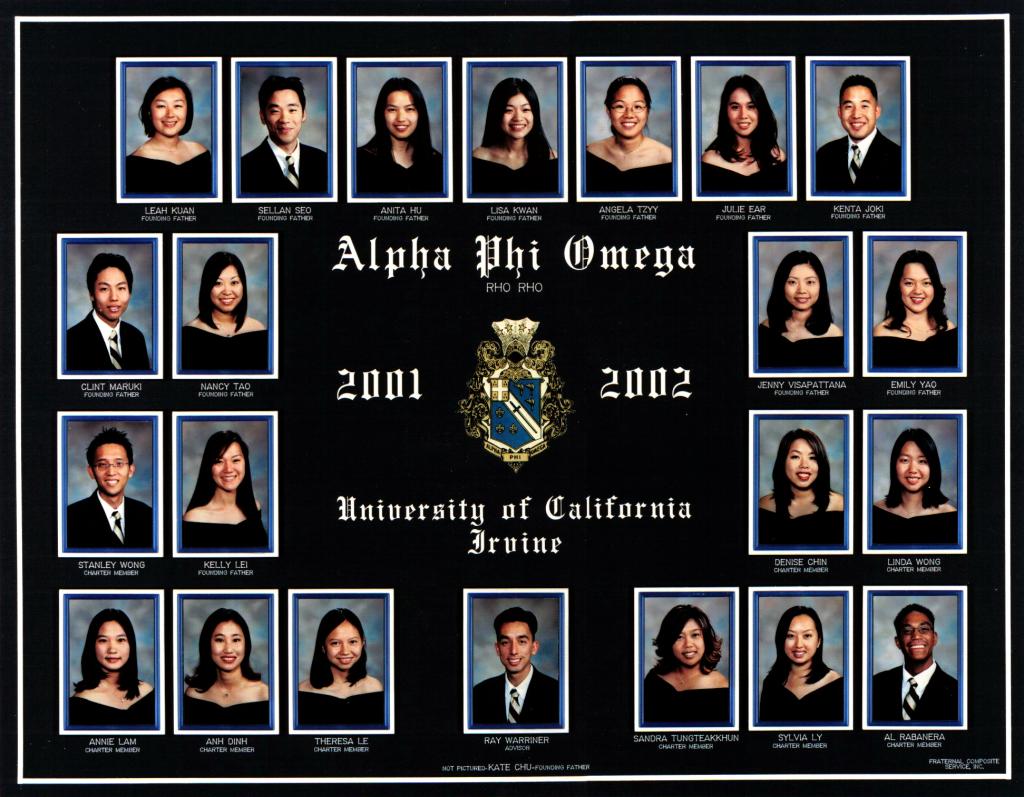 LEAH KUAN
FOUNDING FATHER
SELLAN SEO
FOUNDING FATHER
ANITA HU
FOUNDING FATHER
LISA KWAN
FOUNDING FATHER
ANGELA TZYY
FOUNDING FATHER
JULIE EAR
FOUNDING FATHER
KENTA JOKI
FOUNDING FATHER
Alpha Phi Omega
RHO RHO
CLINT MARUKI
FOUNDING FATHER
NANCY TAO
FOUNDING FATHER
2001
2002
JENNY VISAPATTANA
FOUNDING FATHER
EMILY YAO
FOUNDING FATHER
ALPHA PHI OMEGA
University of California
Irvine
STANLEY WONG
CHARTER MEMBER
KELLY LEI
FOUNDING FATHER
DENISE CHIN
CHARTER MEMBER
LINDA WONG
CHARTER MEMBER
ANNIE LAM
CHARTER MEMBER
ANH DINH
CHARTER MEMBER
THERESA LE
CHARTER MEMBER
RAY WARRINER
ADVISOR
SANDRA TUNGTEAKKHUN
CHARTER MEMBER
SYLVIA LY
CHARTER MEMBER
AL RABANERA
CHARTER MEMBER
NOT PICTURED-KATE CHU-FOUNDING FATHER
FRATERNAL COMPOSITE
SERVICE, INC.